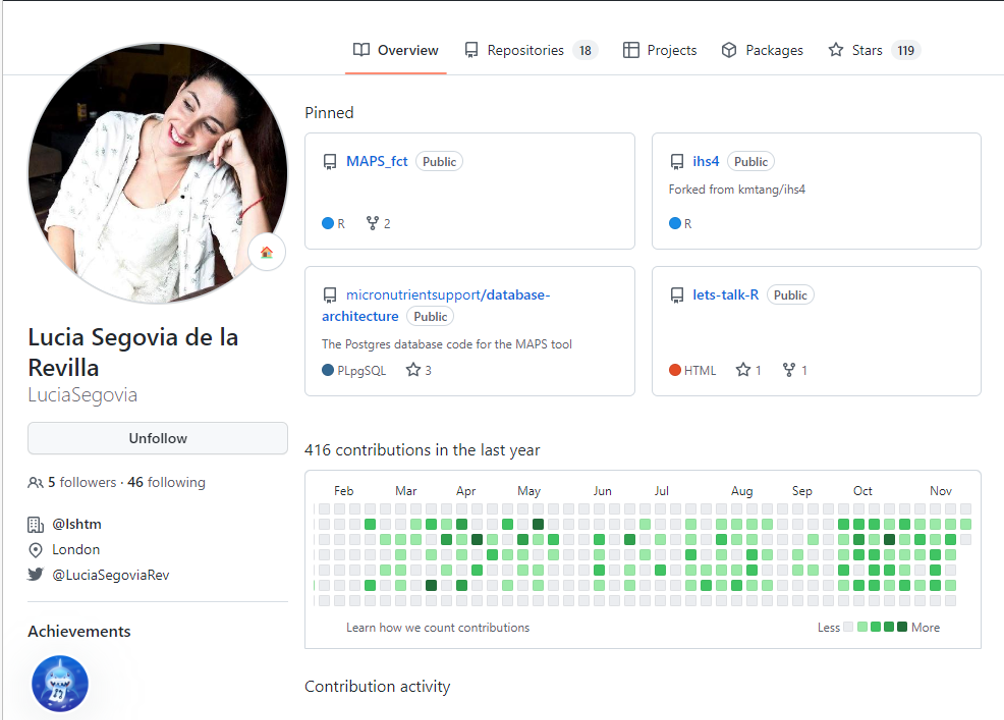 Overview
Repositories 18
Projects
Packages
Stars 119
Pinned
MAPS_fct Public
R 2
ihs4 Public
Forked from kmtang/ihs4
R
micronutrientsupport/database-
architecture Public
The Postgres database code for the MAPS tool
PLpgSQL 3
lets-talk-R Public
HTML 1 1
Lucia Segovia de la
Revilla
LuciaSegovia
Unfollow
5 followers · 46 following
@lshtm
London
@LuciaSegoviaRev
Achievements
416 contributions in the last year
Feb Mar Apr May Jun Jul Aug Sep Oct Nov
Learn how we count contributions
Less More
Contribution activity